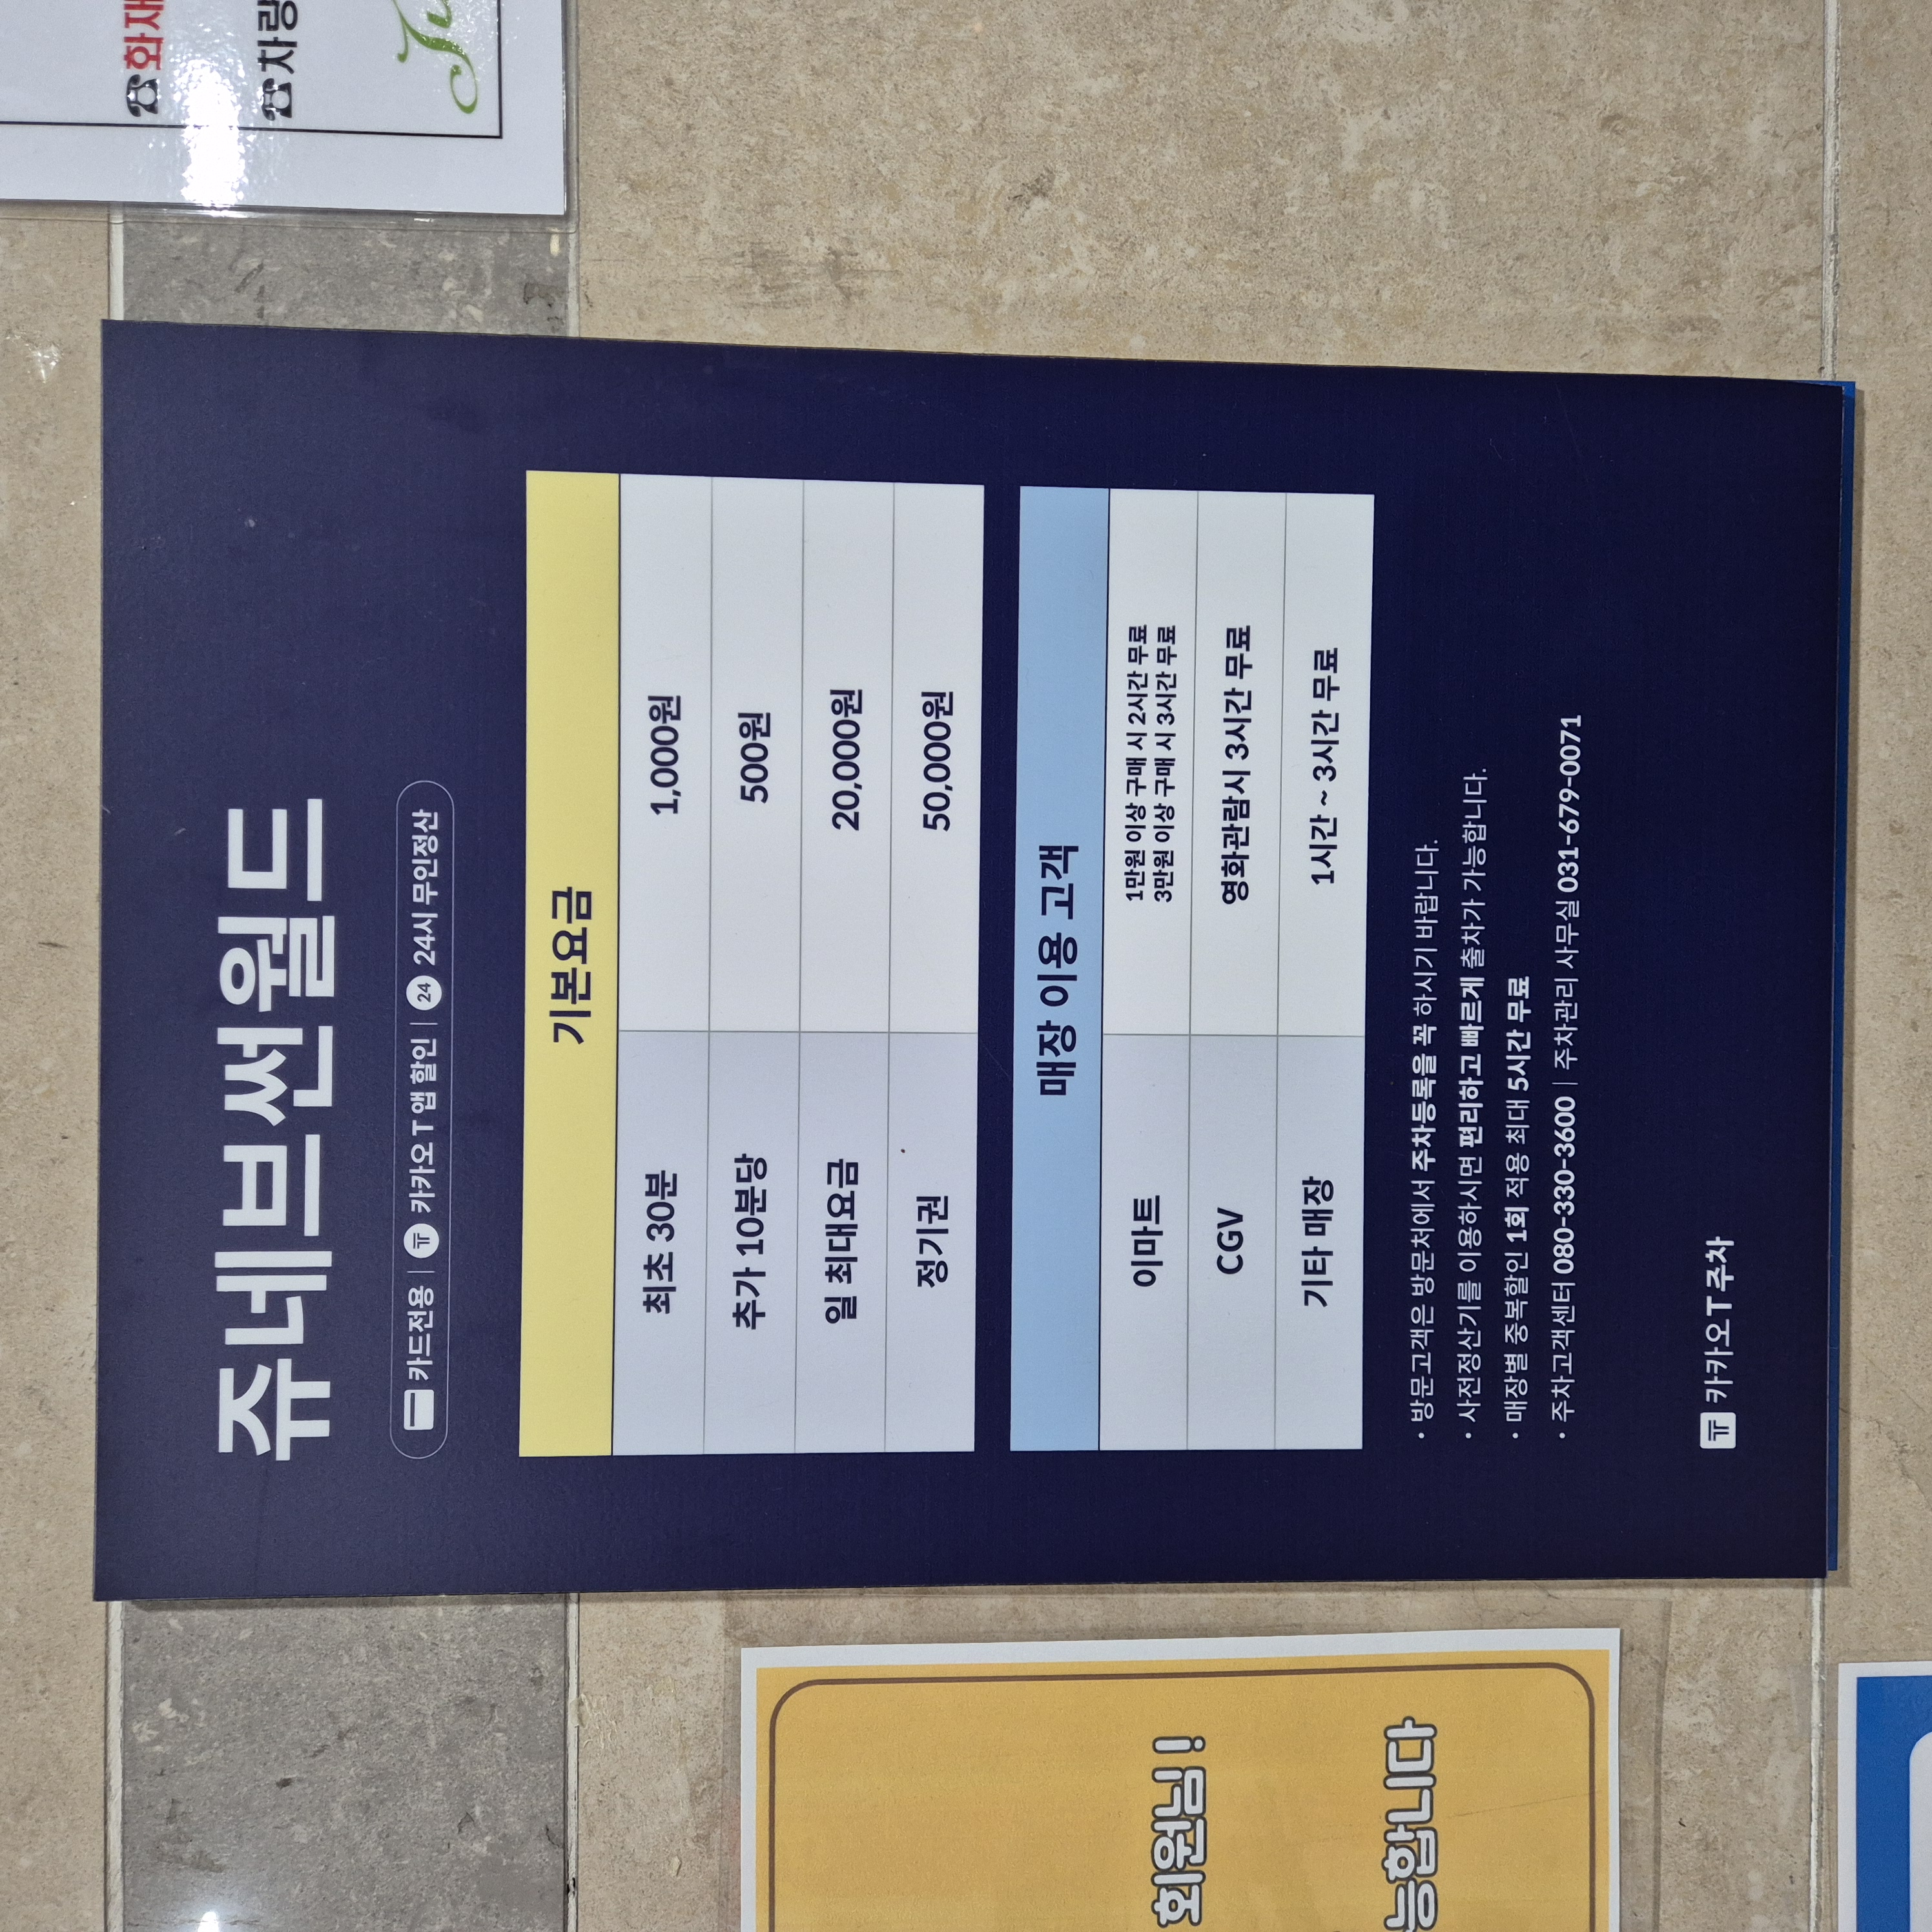 화재
차량
쥬네브썬월드
카드전용 | 카카오 T 앱 할인 | 24 24시 무인정산
기본요금
최초 30분 1,000원
추가 10분당 500원
일 최대요금 20,000원
정기권 50,000원
매장 이용 고객
이마트 1만원 이상 구매 시 2시간 무료
3만원 이상 구매 시 3시간 무료
CGV 영화관람시 3시간 무료
기타 매장 1시간 ~ 3시간 무료
· 방문고객은 방문처에서 주차등록을 꼭 하시기 바랍니다.
· 사전정산기를 이용하시면 편리하고 빠르게 출차가 가능합니다.
· 매장별 중복할인 1회 적용 최대 5시간 무료
· 주차고객센터 080-330-3600 | 주차관리 사무실 031-679-0071
카카오 T 주차
회원님 !
능합니다